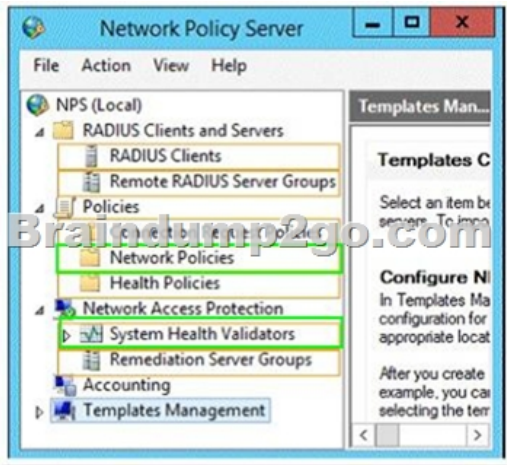 Network Policy Server
File Action View Help
NPS (Local)
RADIUS Clients and Servers
RADIUS Clients
Remote RADIUS Server Groups
Policies
Network Policies
Health Policies
Network Access Protection
System Health Validators
Remediation Server Groups
Accounting
Templates Management
Braindump2go.com
Templates Man...
Templates C
Select an item be
servers. To impo
Configure N
In Templates Ma
configuration for
appropriate locat
After you create
example, you car
selecting the tem